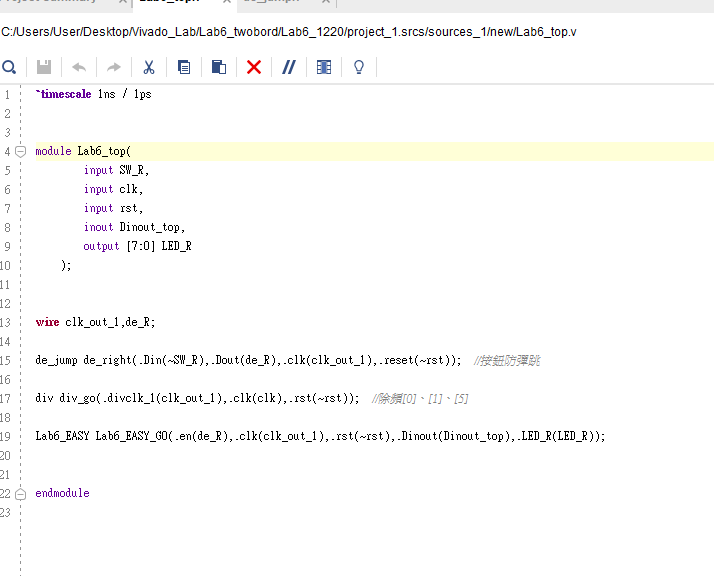 C:/Users/User/Desktop/Vivado_Lab/Lab6_twobord/Lab6_1220/project_1.srcs/sources_1/new/Lab6_top.v
1 `timescale 1ns / 1ps
2
3
4 module Lab6_top(
5 input SW_R,
6 input clk,
7 input rst,
8 inout Dinout_top,
9 output [7:0] LED_R
10 );
11
12
13 wire clk_out_1,de_R;
14
15 de_jump de_right(.Din(~SW_R),.Dout(de_R),.clk(clk_out_1),.reset(~rst)); //按鈕防彈跳
16
17 div div_go(.divclk_1(clk_out_1),.clk(clk),.rst(~rst)); //除頻[0]、[1]、[5]
18
19 Lab6_EASY Lab6_EASY_GO(.en(de_R),.clk(clk_out_1),.rst(~rst),.Dinout(Dinout_top),.LED_R(LED_R));
20
21
22 endmodule
23